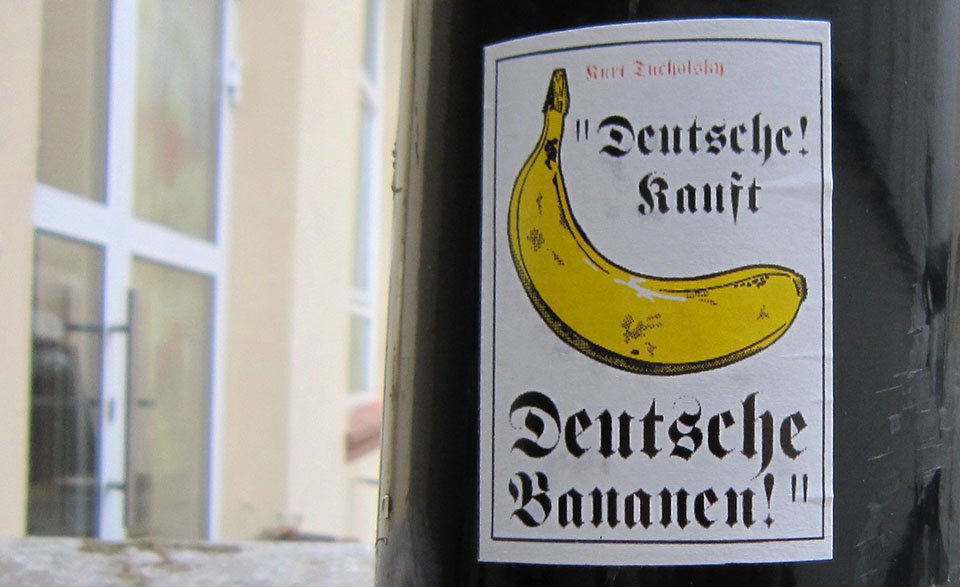 Kurt Tucholsky
"Deutsche!
Kauft
Deutsche
Bananen!"